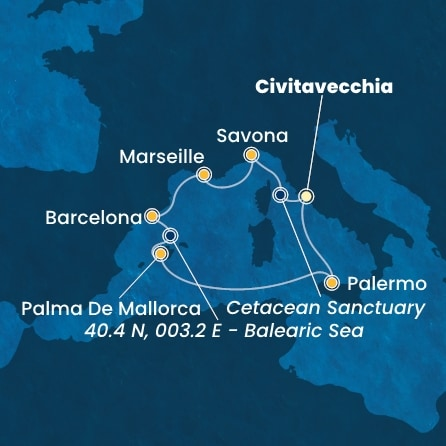 Civitavecchia
Savona
Marseille
Barcelona
Palermo
Palma De Mallorca
Cetacean Sanctuary
40.4 N, 003.2 E - Balearic Sea